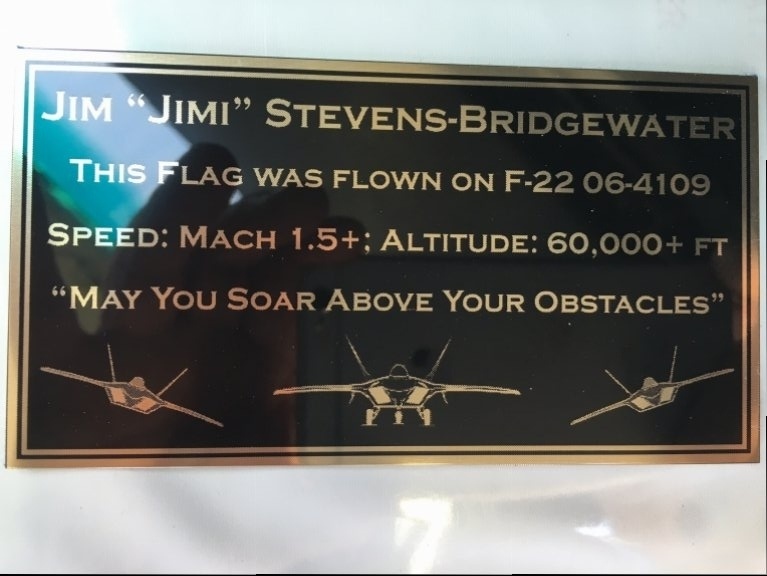 Jim “Jimi” Stevens-Bridgewater
This Flag was flown on F-22 06-4109
Speed: Mach 1.5+; Altitude: 60,000+ ft
“May You Soar Above Your Obstacles”